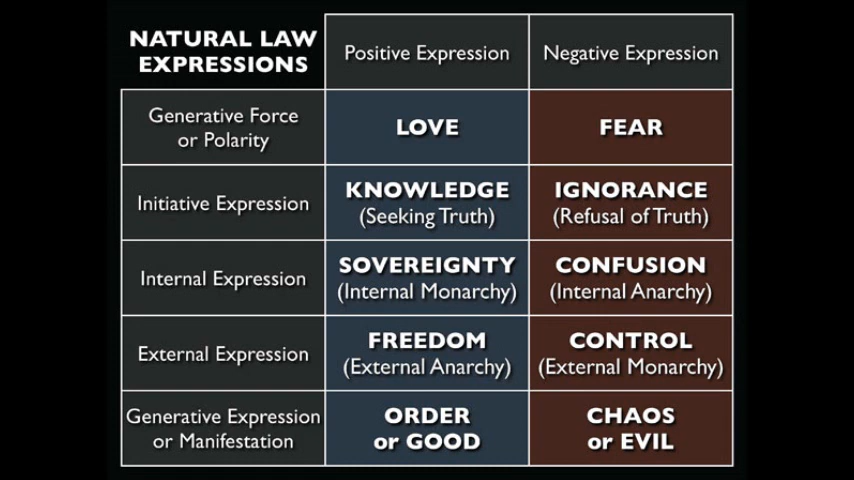 NATURAL LAW
EXPRESSIONS
Positive Expression
Negative Expression
Generative Force
or Polarity
LOVE
FEAR
Initiative Expression
KNOWLEDGE
(Seeking Truth)
IGNORANCE
(Refusal of Truth)
Internal Expression
SOVEREIGNTY
(Internal Monarchy)
CONFUSION
(Internal Anarchy)
External Expression
FREEDOM
(External Anarchy)
CONTROL
(External Monarchy)
Generative Expression
or Manifestation
ORDER
or GOOD
CHAOS
or EVIL